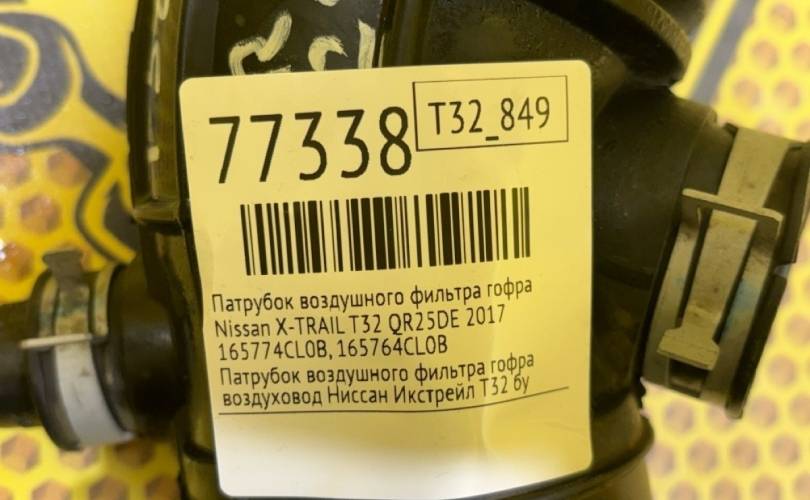 77338
T32_849
Патрубок воздушного фильтра гофра
Nissan X-TRAIL T32 QR25DE 2017
165774CL0B, 165764CL0B
Патрубок воздушного фильтра гофра
воздуховод Ниссан Икстрейл Т32 бу